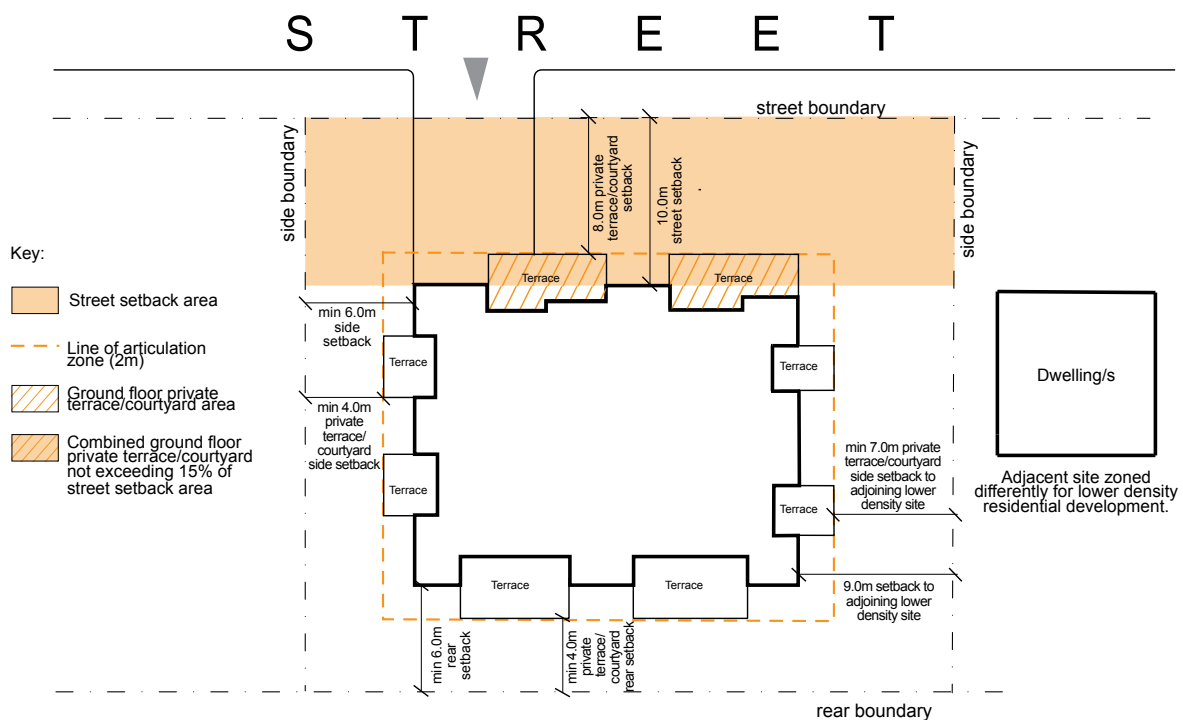 S T R E E T
street boundary
side boundary
side boundary
8.0m private
terrace/courtyard
setback
10.0m
street setback
Key:
Street setback area
Line of articulation
zone (2m)
Ground floor private
terrace/courtyard area
Combined ground floor
private terrace/courtyard
not exceeding 15% of
street setback area
Terrace
Terrace
min 6.0m
side
setback
Terrace
Terrace
min 4.0m
private
terrace/
courtyard
side setback
Terrace
Terrace
Terrace
Terrace
min 7.0m private
terrace/courtyard
side setback to
adjoining lower
density site
9.0m setback to
adjoining lower
density site
Dwelling/s
Adjacent site zoned
differently for lower density
residential development.
min 6.0m
rear
setback
min 4.0m
private
terrace/
courtyard
rear setback
rear boundary